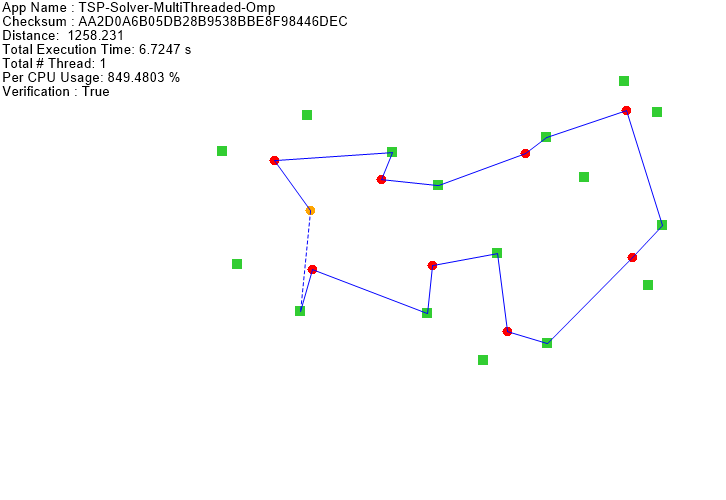 App Name : TSP-Solver-MultiThreaded-Omp
Checksum : AA2D0A6B05DB28B9538BBE8F98446DEC
Distance:  1258.231
Total Execution Time: 6.7247 s
Total # Thread: 1
Per CPU Usage: 849.4803 %
Verification : True